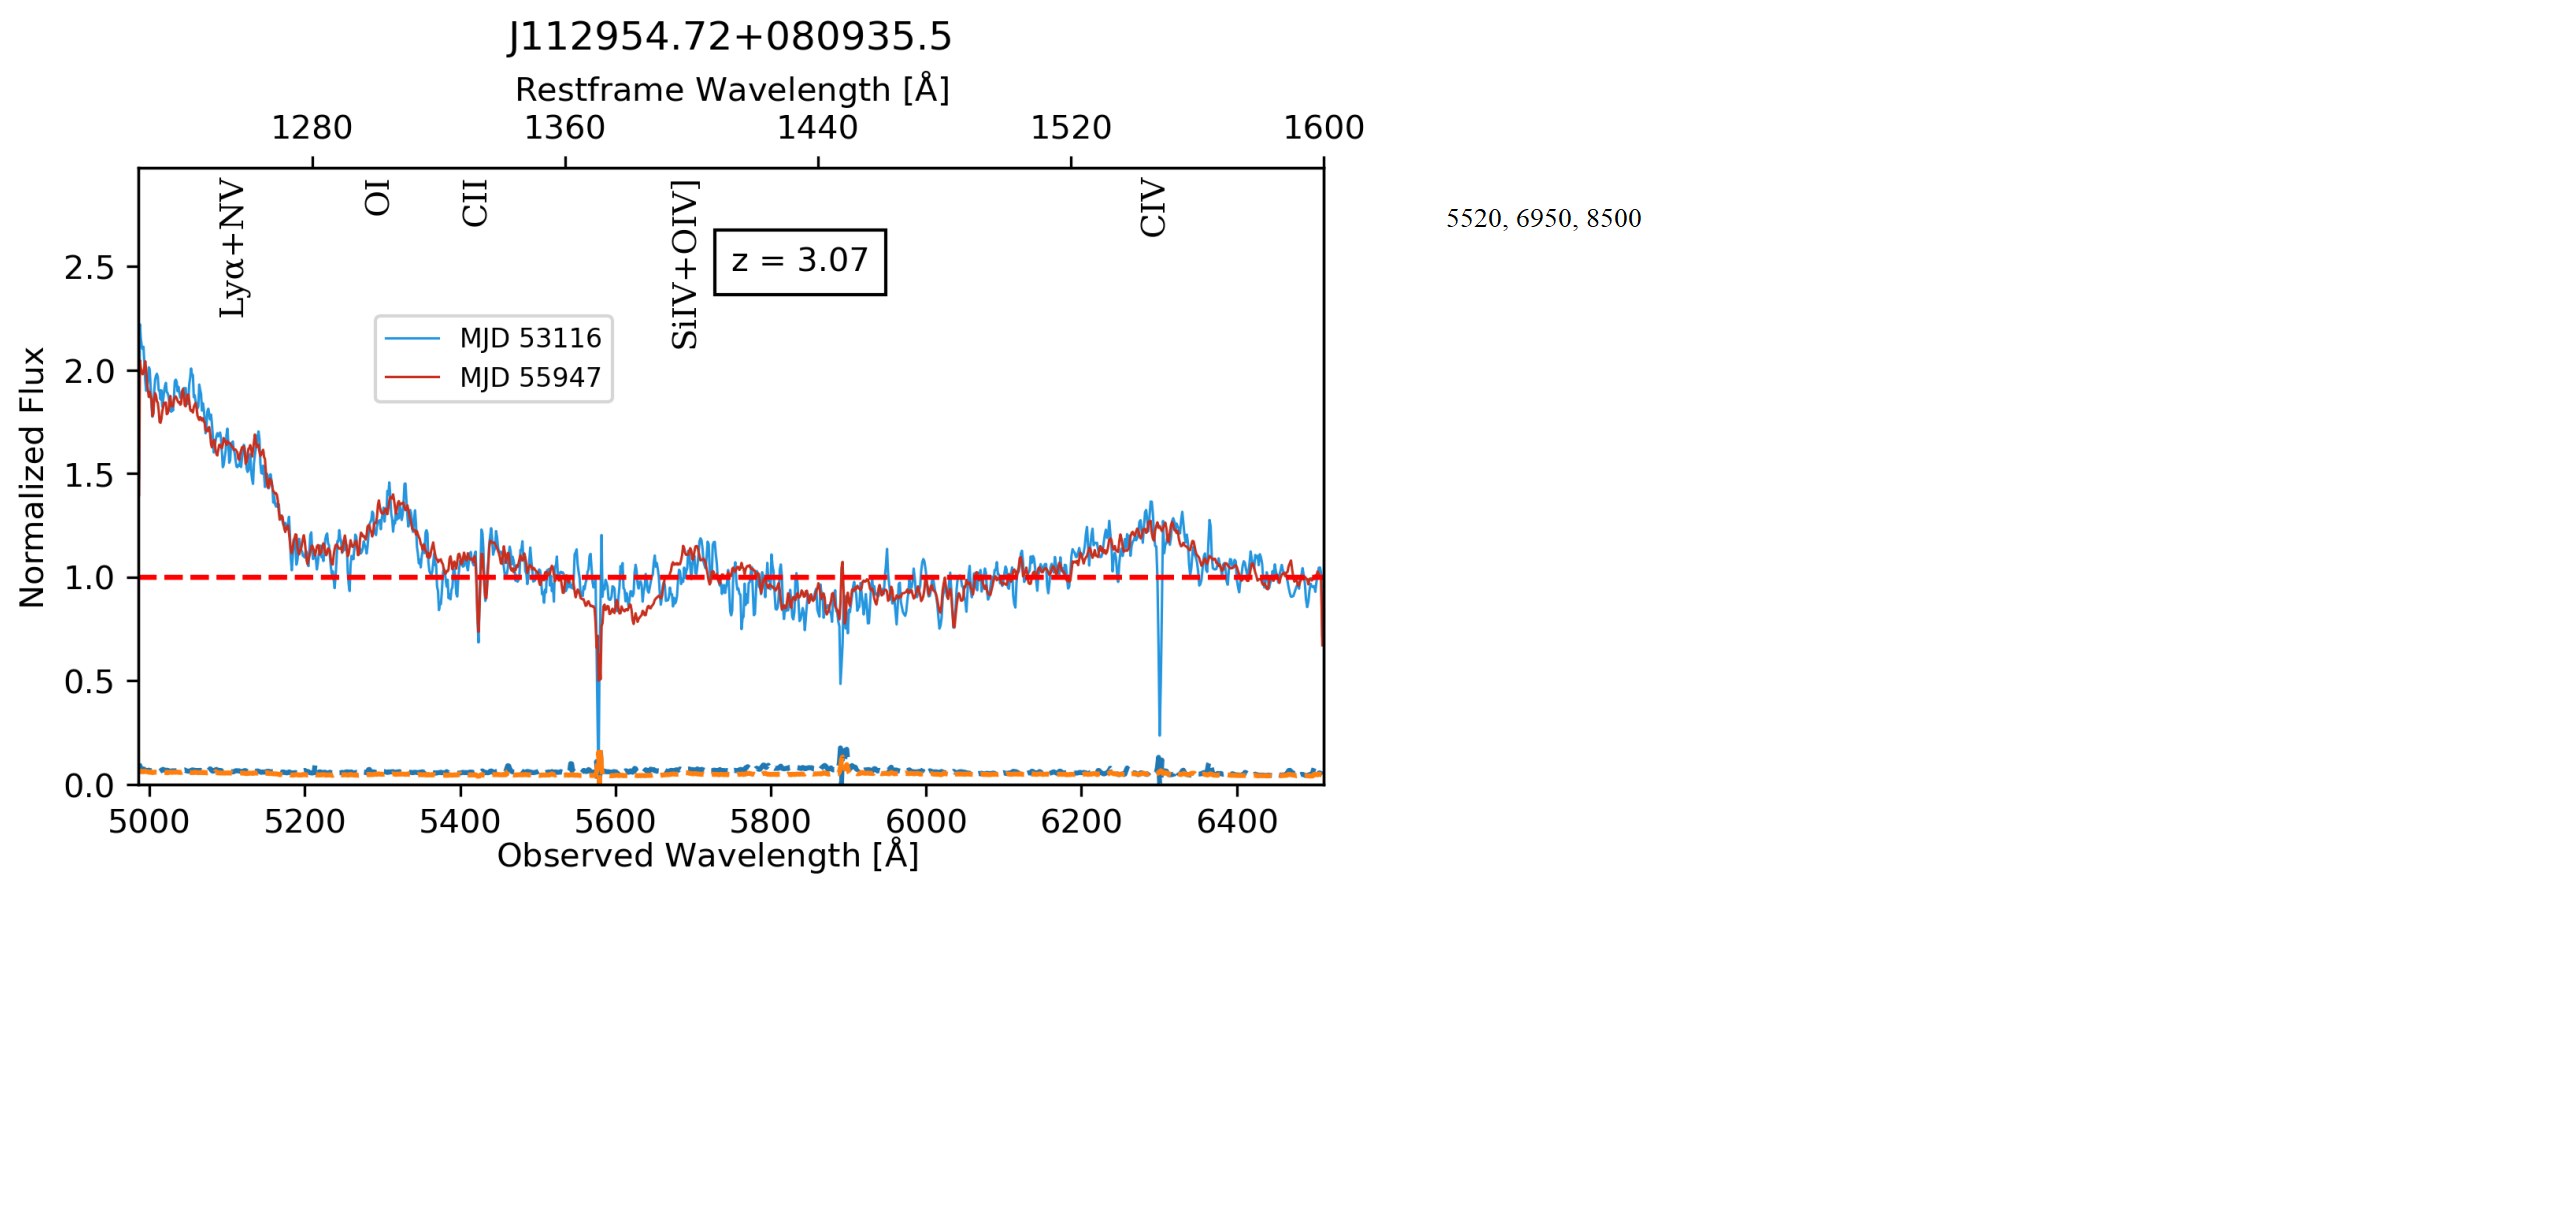 J112954.72+080935.5
Restframe Wavelength [Å]
1280 1360 1440 1520 1600
Lyα+NV OI CII SiIV+OIV] CIV
5520, 6950, 8500
z = 3.07
MJD 53116
MJD 55947
Normalized Flux
2.5
2.0
1.5
1.0
0.5
0.0
5000 5200 5400 5600 5800 6000 6200 6400
Observed Wavelength [Å]